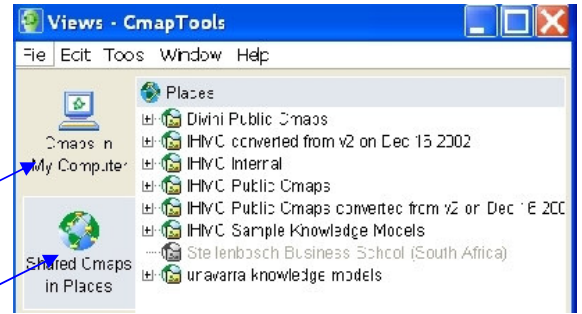 Views - CmapTools
File Edit Tools Window Help
Places
Cmaps in
My Computer
Shared Cmaps
in Places
Divini Public Cmaps
IHMC converted from v2 on Dec 16 2002
IHMC Internal
IHMC Public Cmaps
IHMC Public Cmaps converted from v2 on Dec 16 200
IHMC Sample Knowledge Models
Stellenbosch Business School (South Africa)
unavarra knowledge models